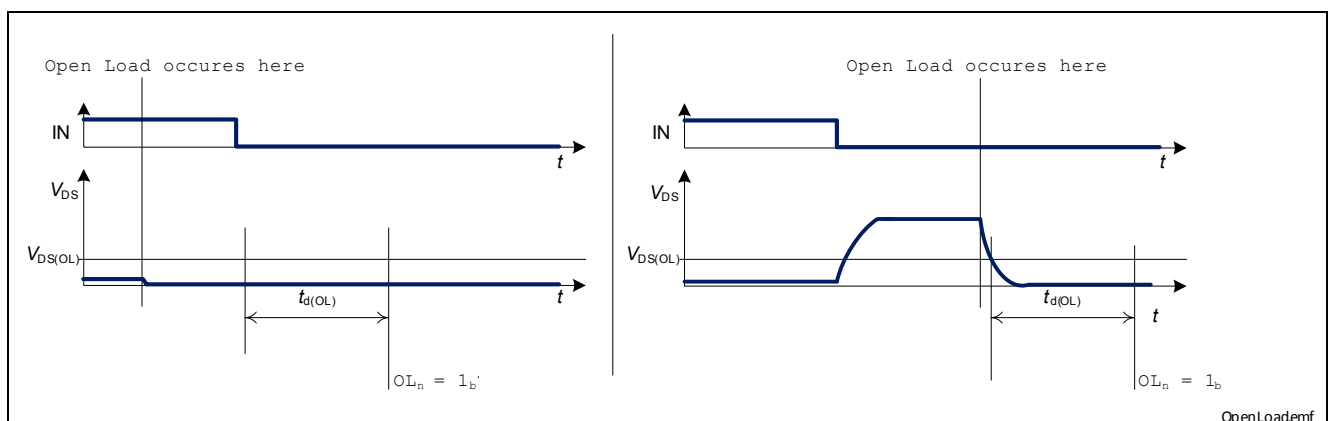 Open Load occures here
IN
t
VDS
VDS(OL)
t
td(OL)
OLn = 1b
Open Load occures here
IN
t
VDS
VDS(OL)
td(OL)
t
OLn = 1b
OpenLoad.emf